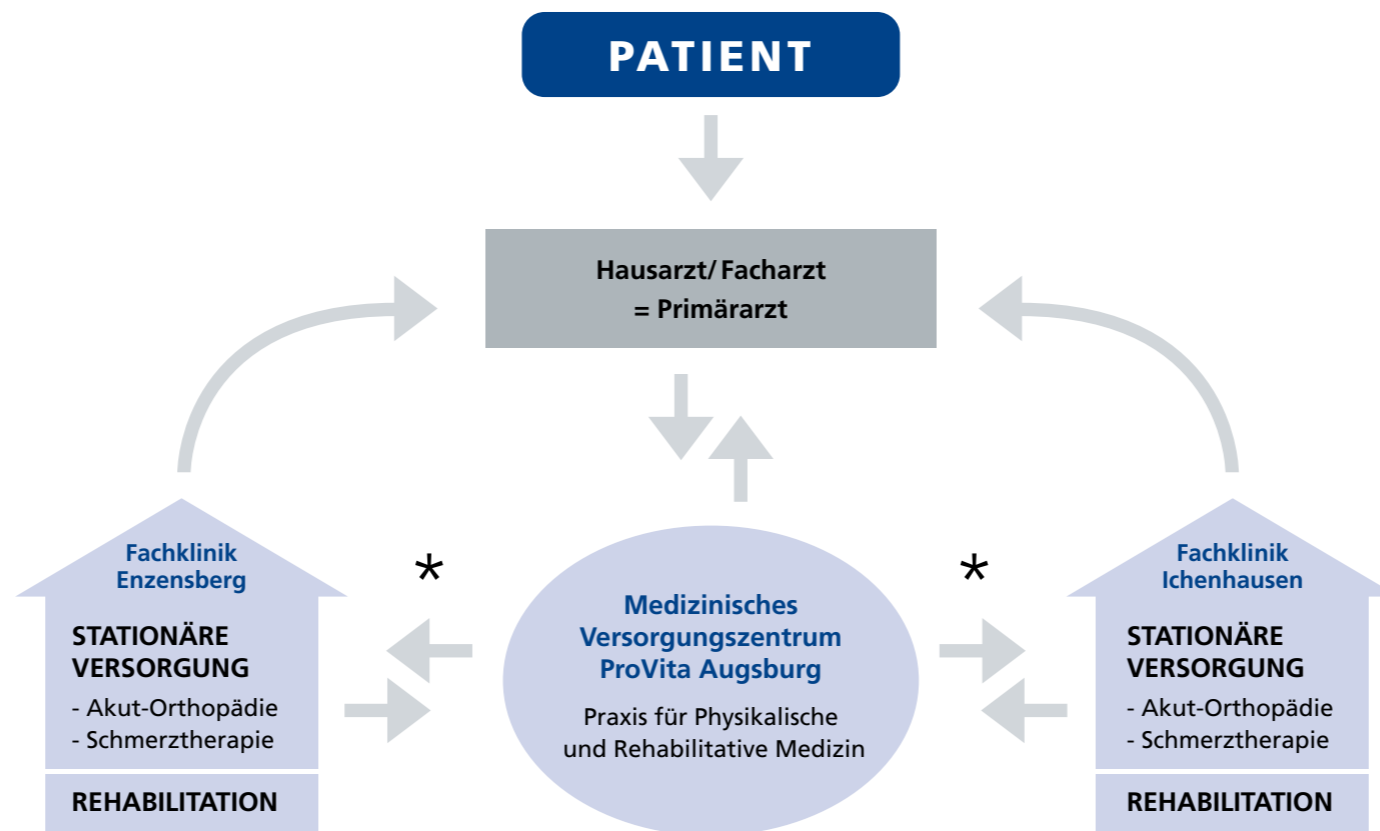 PATIENT
Hausarzt/ Facharzt
= Primärarzt
Fachklinik
Enzensberg
STATIONÄRE
VERSORGUNG
- Akut-Orthopädie
- Schmerztherapie
REHABILITATION
*
Medizinisches
Versorgungszentrum
ProVita Augsburg
Praxis für Physikalische
und Rehabilitative Medizin
*
Fachklinik
Ichenhausen
STATIONÄRE
VERSORGUNG
- Akut-Orthopädie
- Schmerztherapie
REHABILITATION